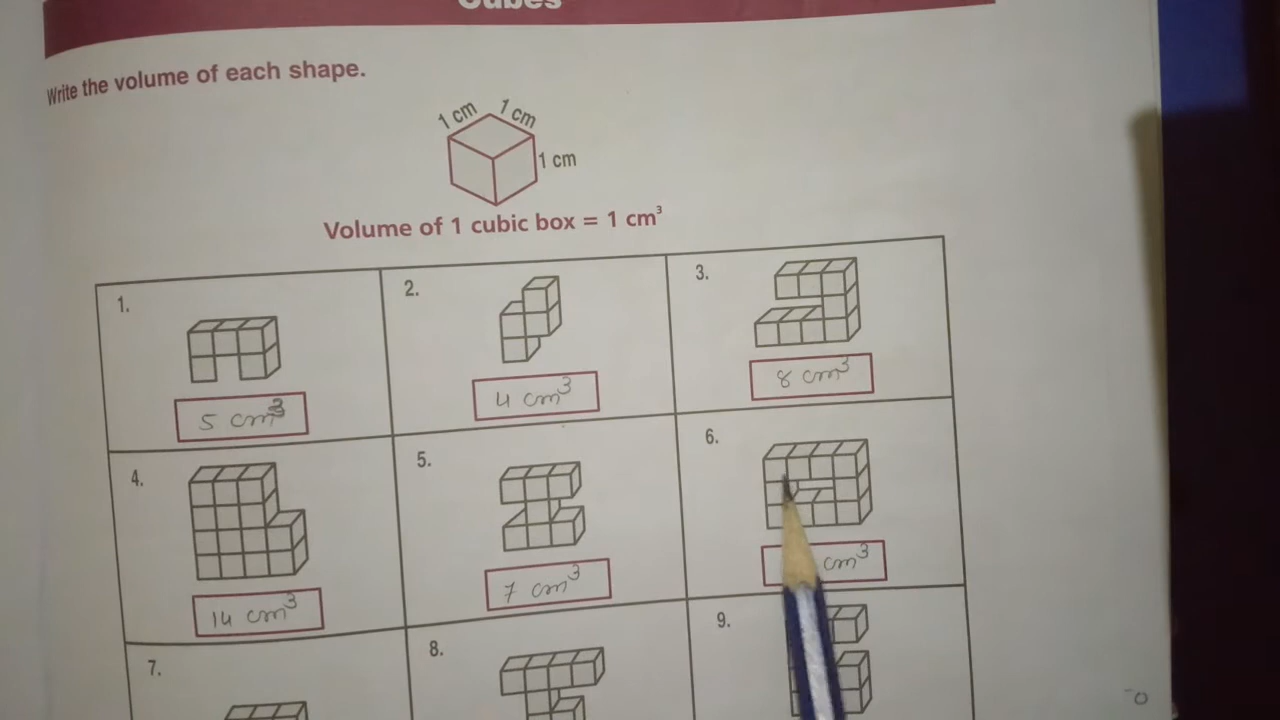 Cubes
Write the volume of each shape.
1 cm 1 cm
1 cm
Volume of 1 cubic box = 1 cm³
1. 2. 3.
5 cm³ 4 cm³ 8 cm³
4. 5. 6.
14 cm³ 7 cm³ cm³
7. 8. 9.